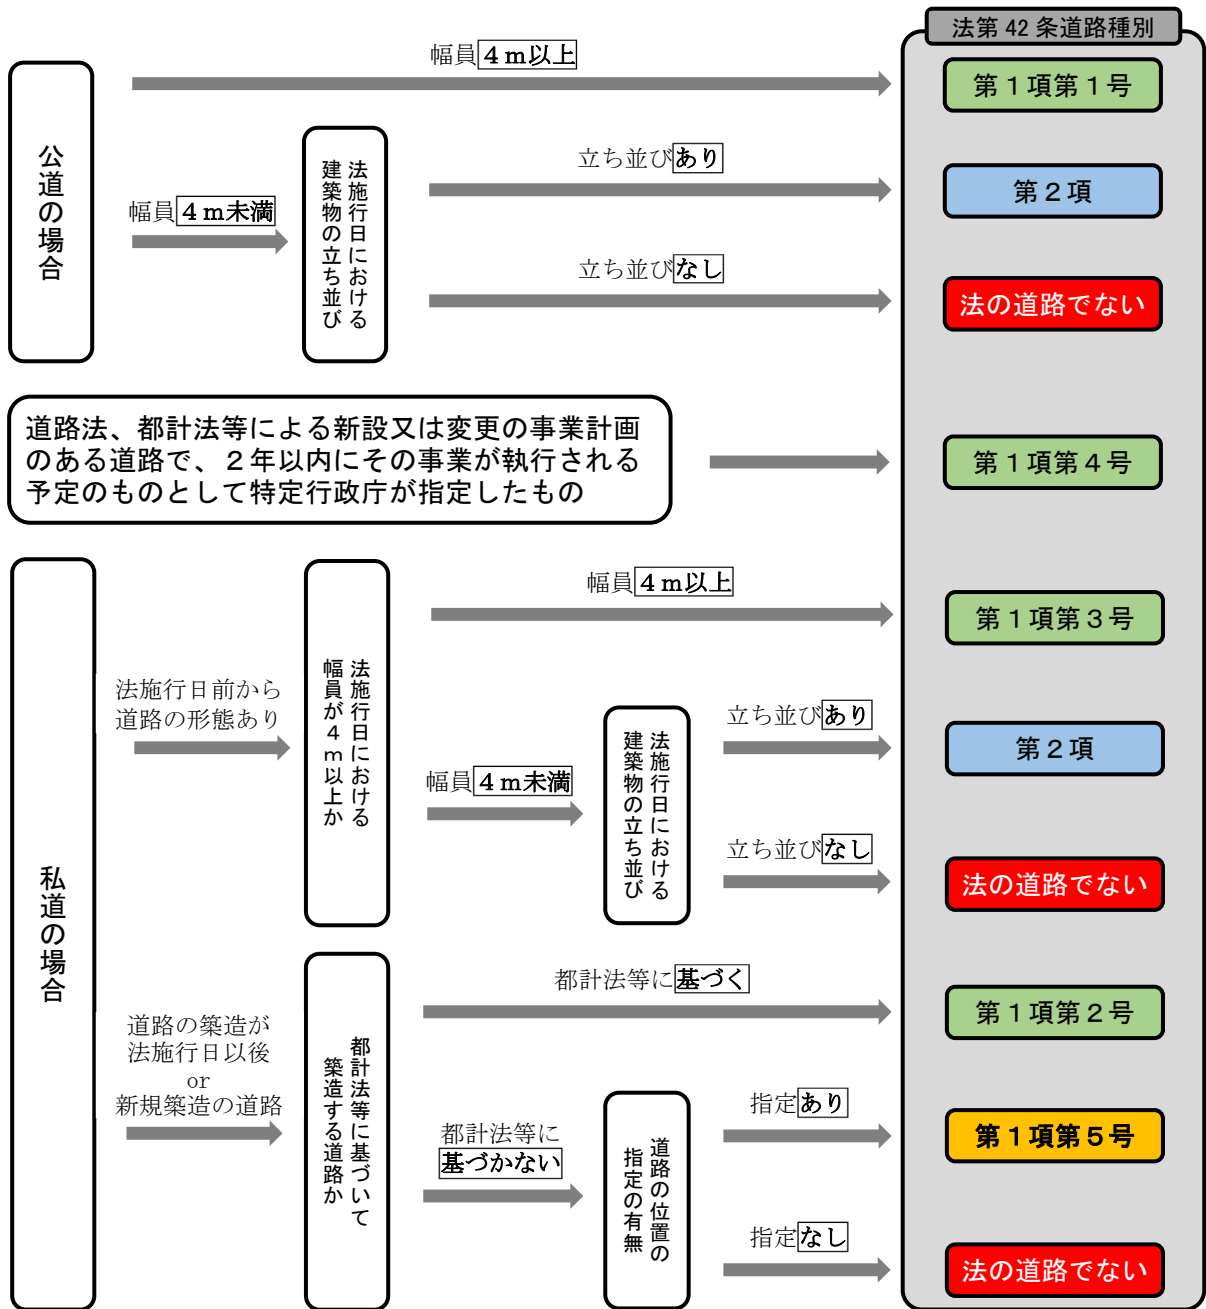 法第 42 条道路種別
公道の場合
幅員４ｍ以上
第１項第１号
幅員４ｍ未満
法施行日における
建築物の立ち並び
立ち並びあり
第２項
立ち並びなし
法の道路でない
道路法、都計法等による新設又は変更の事業計画
のある道路で、２年以内にその事業が執行される
予定のものとして特定行政庁が指定したもの
第１項第４号
私道の場合
法施行日前から
道路の形態あり
法施行日における
幅員が４ｍ以上か
幅員４ｍ以上
第１項第３号
幅員４ｍ未満
法施行日における
建築物の立ち並び
立ち並びあり
第２項
立ち並びなし
法の道路でない
道路の築造が
法施行日以後
or
新規築造の道路
都計法等に基づいて
築造する道路か
都計法等に基づく
第１項第２号
都計法等に
基づかない
道路の位置の
指定の有無
指定あり
第１項第５号
指定なし
法の道路でない